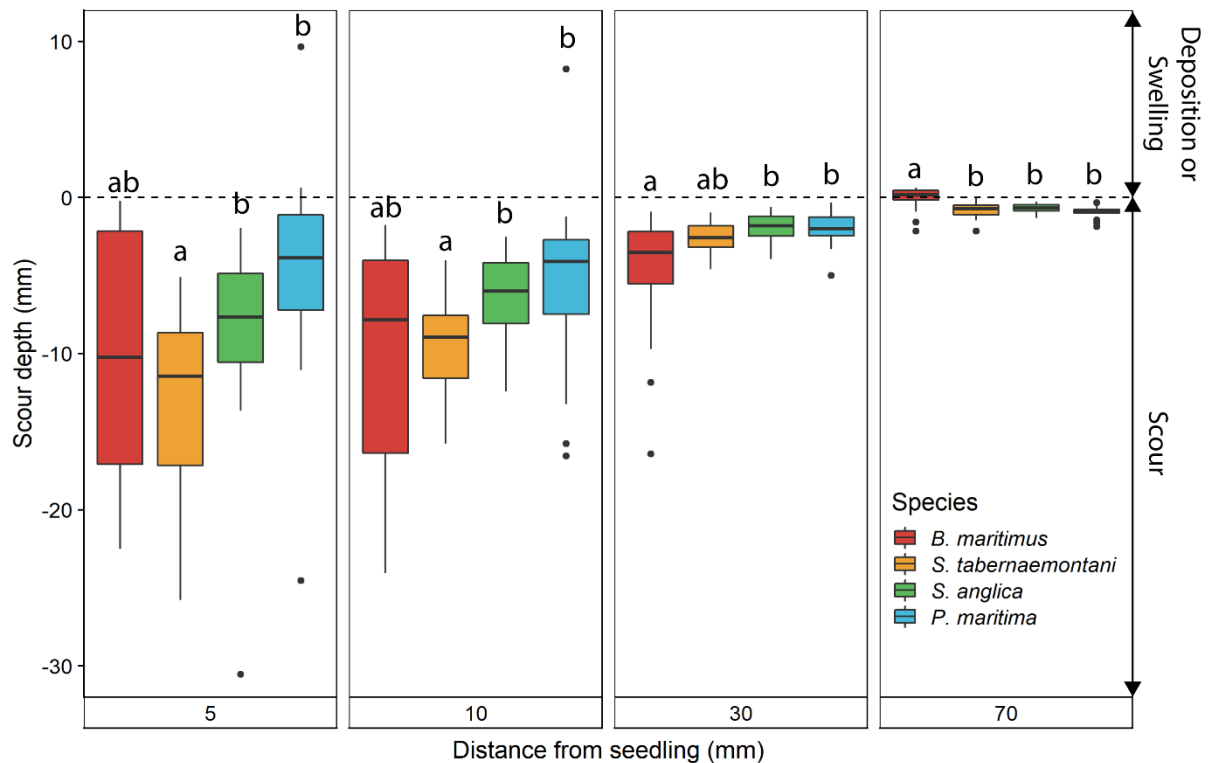 Scour depth (mm)
10
0
-10
-20
-30
ab
a
b
b
ab
a
b
b
a
ab
b
b
a
b
b
b
Deposition or
Swelling
Scour
Species
B. maritimus
S. tabernaemontani
S. anglica
P. maritima
5
10
30
70
Distance from seedling (mm)